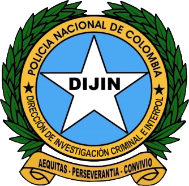 POLICIA NACIONAL DE COLOMBIA
DIJIN
DIRECCIÓN DE INVESTIGACIÓN CRIMINAL E INTERPOL
AEQUITAS - PERSEVERANTIA - CONVIVIO